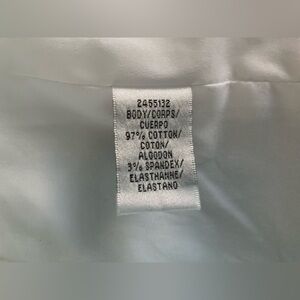 2455132
BODY/CORPS/
CUERPO
97% COTTON/
COTON/
ALGODON
3% SPANDEX/
ELASTHANNE/
ELASTANO